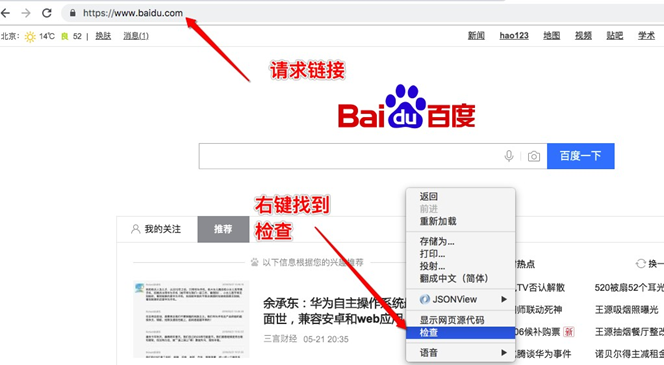 https://www.baidu.com
北京: 14℃ 良 52 | 换肤 消息(1) 新闻 hao123 地图 视频 贴吧 学术
请求链接
Bai du 百度
百度一下
右键找到
检查
返回
前进
重新加载
存储为...
打印...
投射...
翻成中文（简体）
JSONView
显示网页源代码
检查
语音
我的关注 推荐
以下信息根据您的兴趣推荐
余承东：华为自主操作系统
面世，兼容安卓和web应用
三言财经 05-21 20:35
热点 换一
TV否认解散 520被扇52个耳光
师联动死神 王源吸烟照曝光
06候补购票 新 王源抽烟餐厅整改
腾谈华为事件 诺贝尔得主减租金